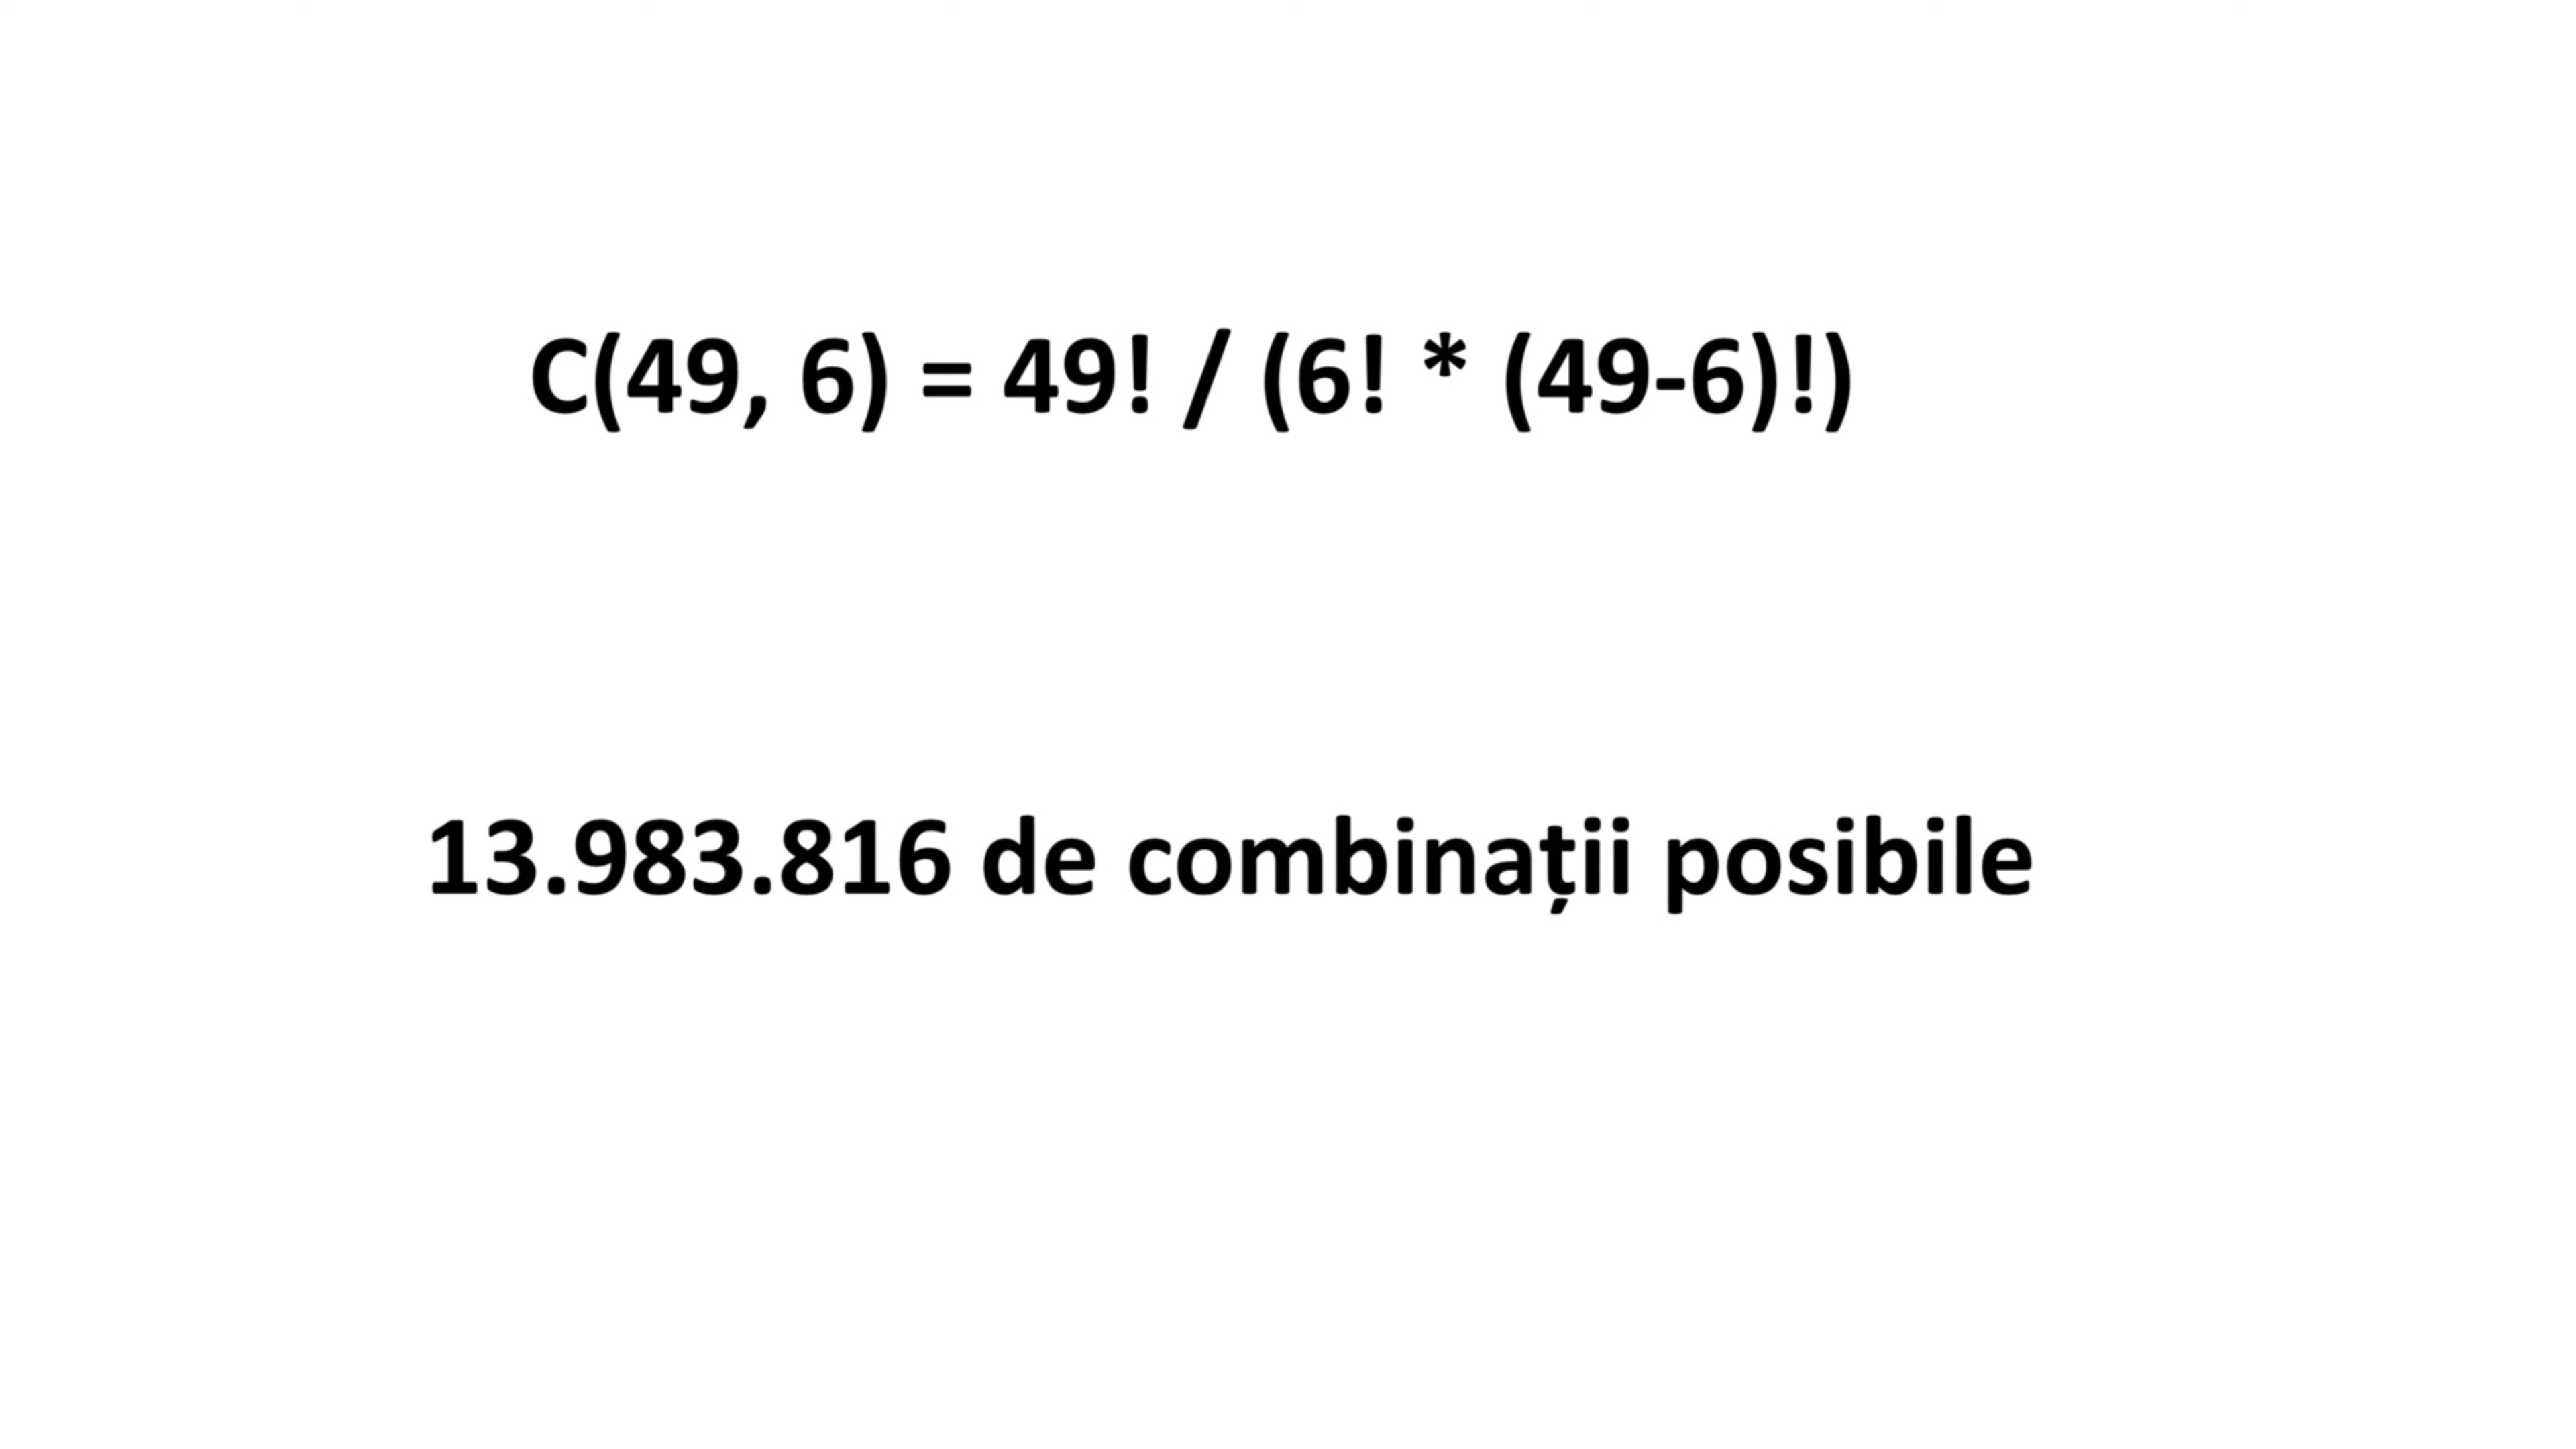 C(49, 6) = 49! / (6! * (49-6)!)
13.983.816 de combinații posibile